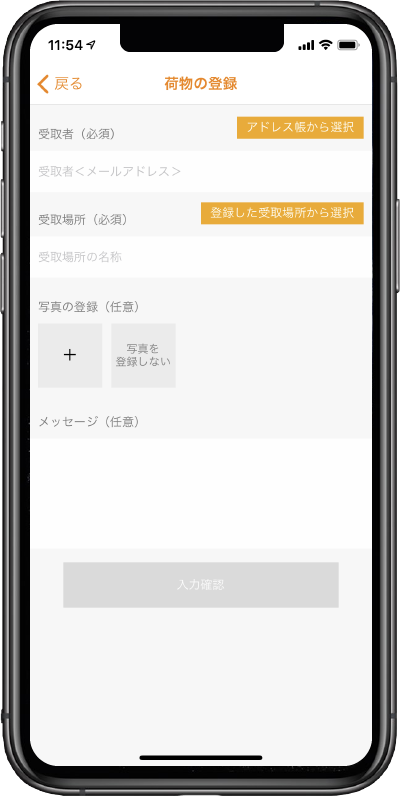 11:54
戻る
荷物の登録
受取者（必須）
アドレス帳から選択
受取者＜メールアドレス＞
受取場所（必須）
登録した受取場所から選択
受取場所の名称
写真の登録（任意）
+
写真を
登録しない
メッセージ（任意）
入力確認